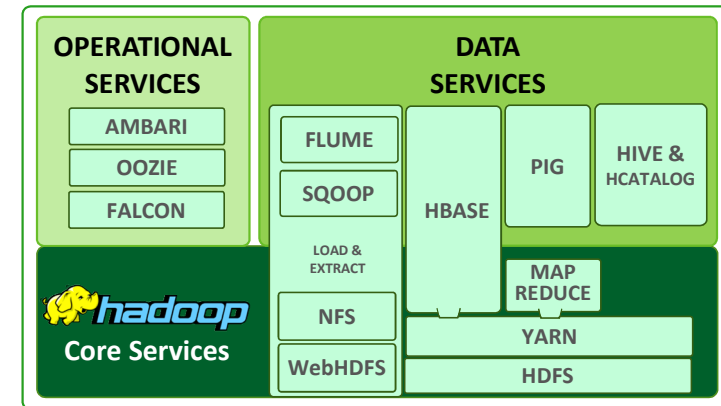 OPERATIONAL
SERVICES
AMBARI
OOZIE
FALCON
DATA
SERVICES
FLUME
SQOOP
LOAD &
EXTRACT
NFS
WebHDFS
HBASE
PIG
HIVE &
HCATALOG
MAP
REDUCE
YARN
HDFS
hadoop
Core Services